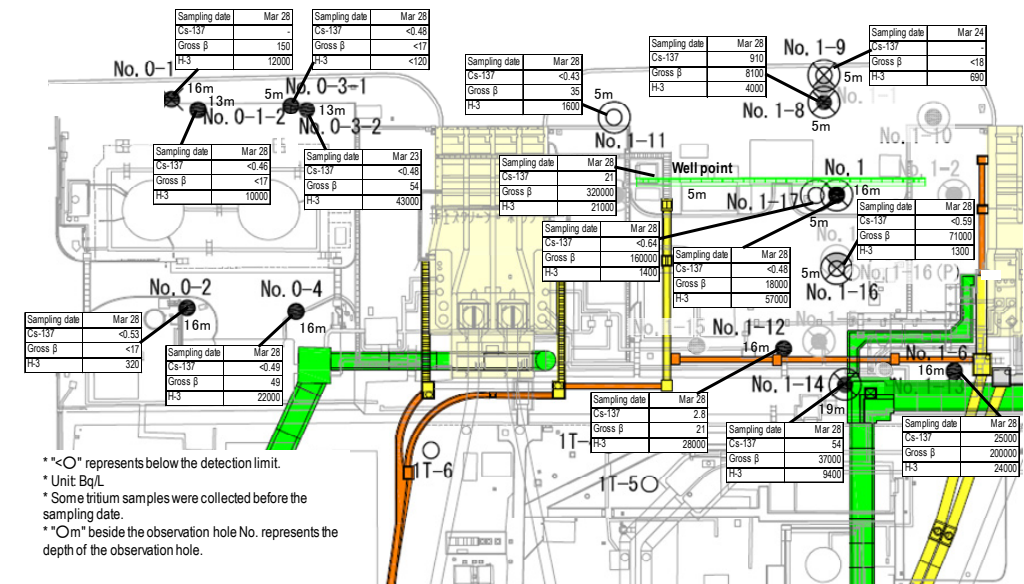 Sampling date Mar 28
Cs-137 -
Gross β 150
H-3 12000
Sampling date Mar 28
Cs-137 <0.48
Gross β <17
H-3 <120
Sampling date Mar 28
Cs-137 <0.43
Gross β 35
H-3 1600
Sampling date Mar 28
Cs-137 910
Gross β 8100
H-3 4000
Sampling date Mar 24
Cs-137 -
Gross β <18
H-3 690
No. 0-1
16m
5m
No. 0-3-1
13m
No. 0-1-2
13m
No. 0-3-2
5m
No. 1-11
No. 1-9
5m
No. 1-8
5m
No. 1-10
No. 1-2
Sampling date Mar 28
Cs-137 <0.46
Gross β <17
H-3 10000
Sampling date Mar 23
Cs-137 <0.48
Gross β 54
H-3 43000
Sampling date Mar 28
Cs-137 21
Gross β 320000
H-3 21000
Well point
5m
No. 1
16m
No. 1-17
5m
Sampling date Mar 28
Cs-137 <0.64
Gross β 160000
H-3 1400
Sampling date Mar 28
Cs-137 <0.48
Gross β 18000
H-3 57000
Sampling date Mar 28
Cs-137 <0.59
Gross β 71000
H-3 1300
5m
No. 1-16
No. 1-16(P)
No. 0-2
16m
No. 0-4
16m
Sampling date Mar 28
Cs-137 <0.53
Gross β <17
H-3 320
Sampling date Mar 28
Cs-137 <0.49
Gross β 49
H-3 22000
No. 1-15
No. 1-12
16m
No. 1-6
16m
No. 1-14
19m
Sampling date Mar 28
Cs-137 2.8
Gross β 21
H-3 28000
Sampling date Mar 28
Cs-137 54
Gross β 37000
H-3 9400
Sampling date Mar 28
Cs-137 25000
Gross β 200000
H-3 24000
1T-6
1T-5
* "<○" represents below the detection limit.
* Unit: Bq/L
* Some tritium samples were collected before the
sampling date.
* "○m" beside the observation hole No. represents the
depth of the observation hole.